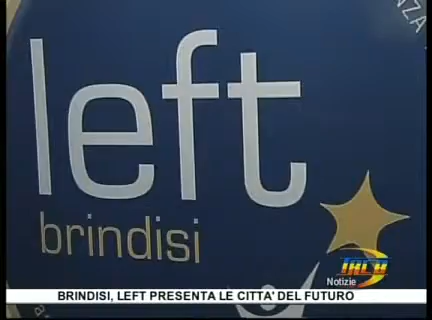 left
brindisi
TRCB
Notizie
BRINDISI, LEFT PRESENTA LE CITTA' DEL FUTURO